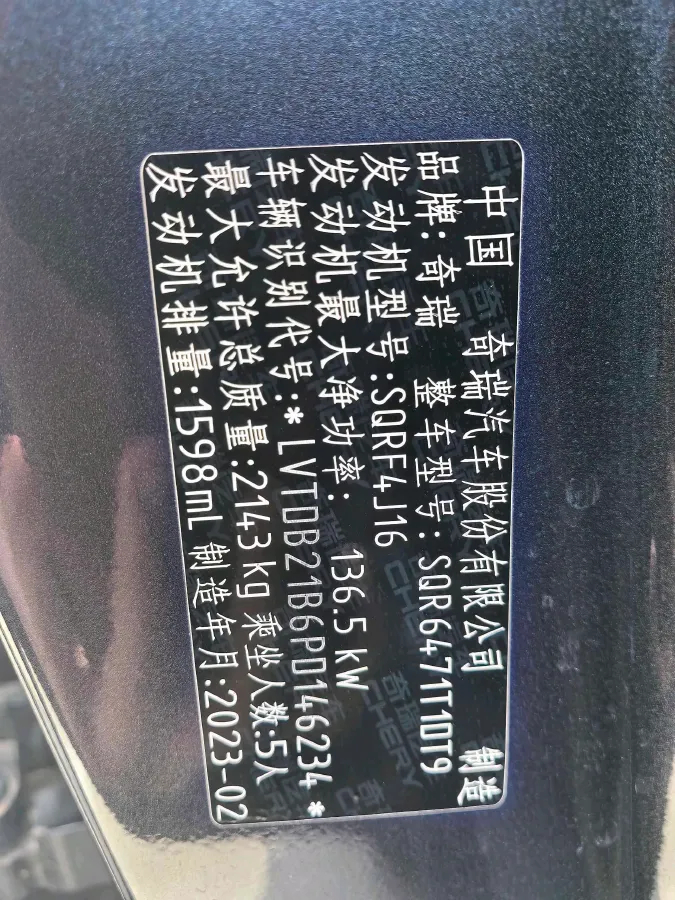 中国 奇瑞汽车股份有限公司 制造
品牌:奇瑞 整车型号:SQR6471T1DT9
发动机型号:SQRF4J16
发动机最大净功率: 136.5 kW
车辆识别代号:*LVTDB21B6PD146234*
最大允许总质量:2143kg 乘坐人数:5人
发动机排量:1598mL 制造年月:2023-02